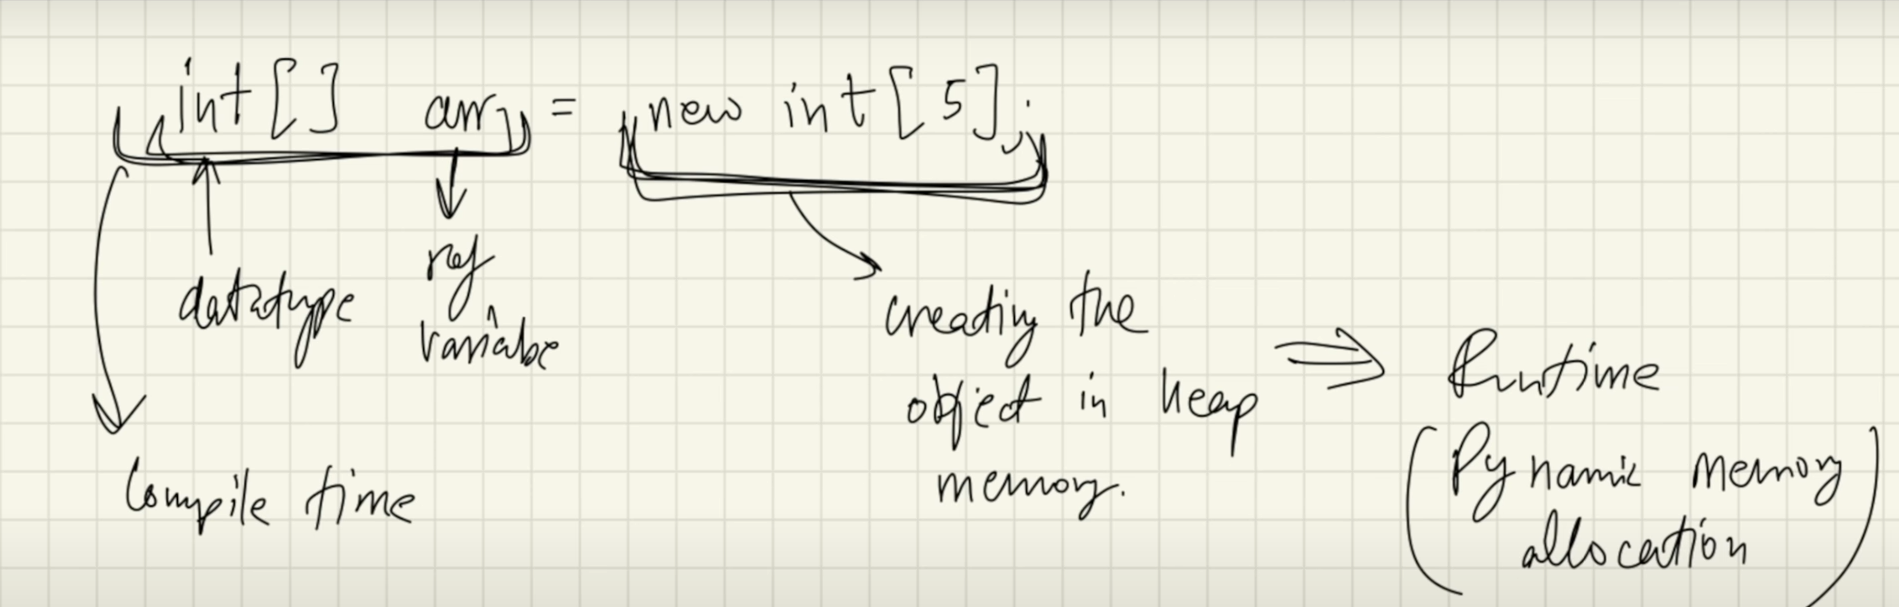 int[] arr = new int[5];
datatype
ref
variable
creating the
object in heap
memory.
Compile time
Runtime
(Dynamic Memory
allocation)